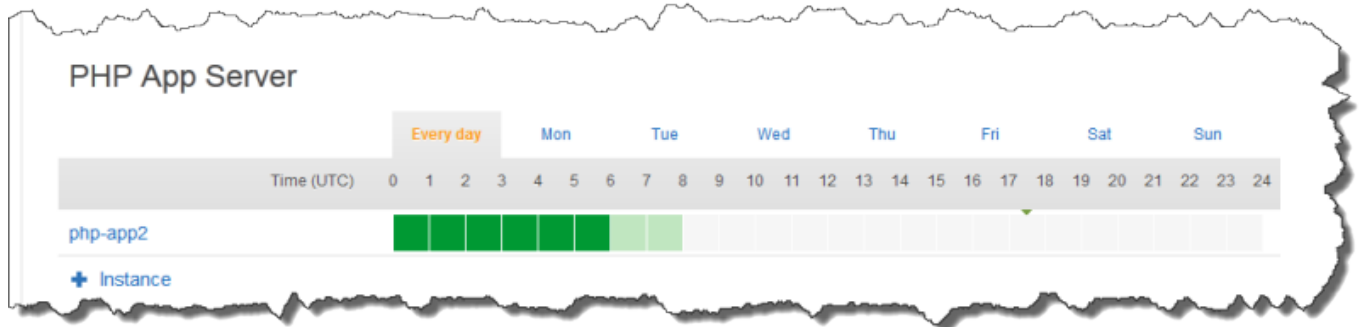 PHP App Server
Every day Mon Tue Wed Thu Fri Sat Sun
Time (UTC) 0 1 2 3 4 5 6 7 8 9 10 11 12 13 14 15 16 17 18 19 20 21 22 23 24
php-app2
+ Instance